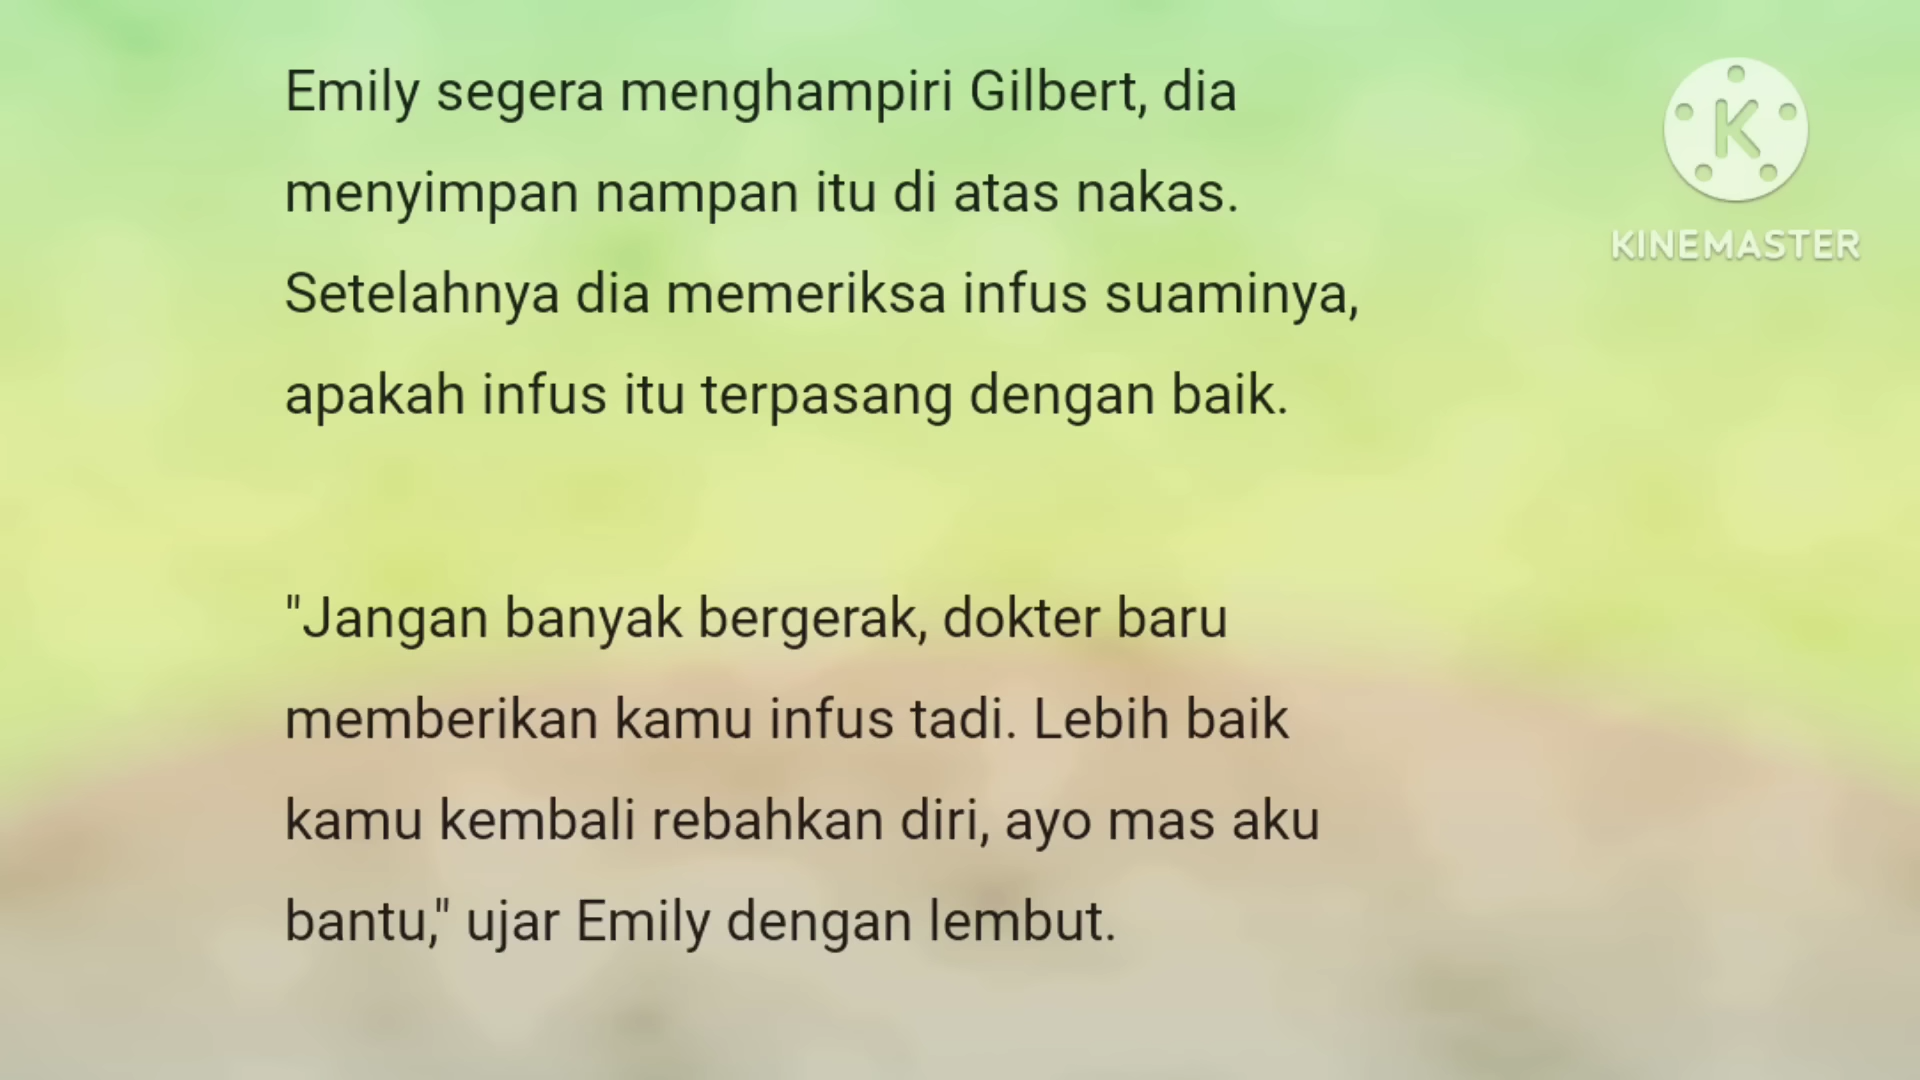 Emily segera menghampiri Gilbert, dia
menyimpan nampan itu di atas nakas.
Setelahnya dia memeriksa infus suaminya,
apakah infus itu terpasang dengan baik.
"Jangan banyak bergerak, dokter baru
memberikan kamu infus tadi. Lebih baik
kamu kembali rebahkan diri, ayo mas aku
bantu," ujar Emily dengan lembut.
K
KINEMASTER